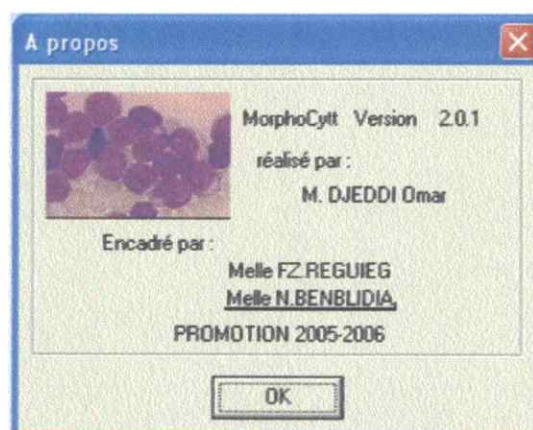 A propos
MorphoCytt Version 2.0.1
réalisé par :
M. DJEDDI Omar
Encadré par :
Melle FZ.REGUIEG
Melle N.BENBLIDIA,
PROMOTION 2005-2006
OK